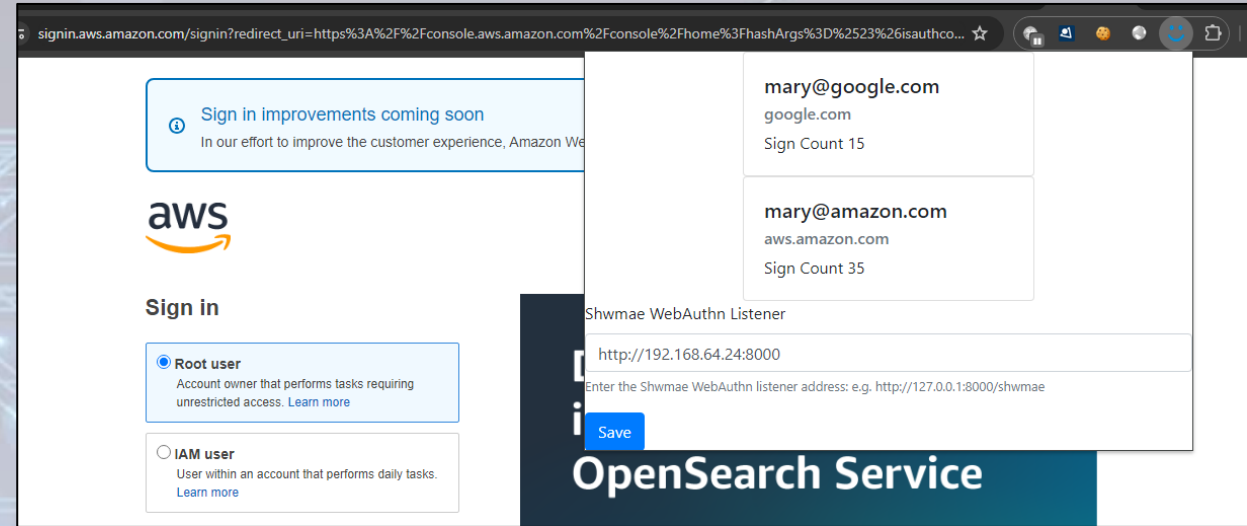 signin.aws.amazon.com/signin?redirect_uri=https%3A%2F%2Fconsole.aws.amazon.com%2Fconsole%2Fhome%3FhashArgs%3D%2523%26isauthco...
Sign in improvements coming soon
In our effort to improve the customer experience, Amazon We
aws
Sign in
Root user
Account owner that performs tasks requiring
unrestricted access. Learn more
IAM user
User within an account that performs daily tasks.
Learn more
mary@google.com
google.com
Sign Count 15
mary@amazon.com
aws.amazon.com
Sign Count 35
Shwmae WebAuthn Listener
http://192.168.64.24:8000
Enter the Shwmae WebAuthn listener address: e.g. http://127.0.0.1:8000/shwmae
Save
OpenSearch Service